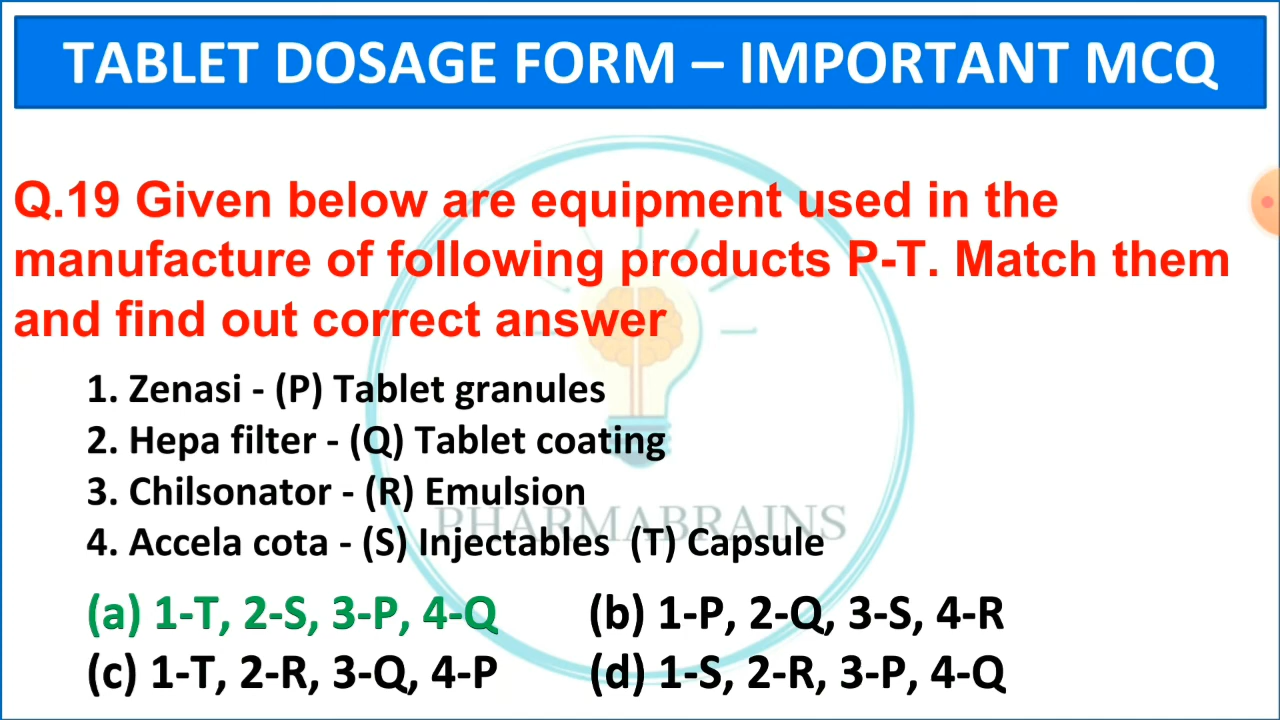 TABLET DOSAGE FORM – IMPORTANT MCQ
Q.19 Given below are equipment used in the
manufacture of following products P-T. Match them
and find out correct answer
1. Zenasi - (P) Tablet granules
2. Hepa filter - (Q) Tablet coating
3. Chilsonator - (R) Emulsion
4. Accela cota - (S) Injectables (T) Capsule
PHARMABRAINS
(a) 1-T, 2-S, 3-P, 4-Q (b) 1-P, 2-Q, 3-S, 4-R
(c) 1-T, 2-R, 3-Q, 4-P (d) 1-S, 2-R, 3-P, 4-Q